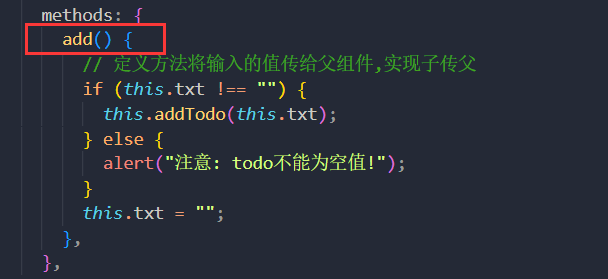 methods: {
add() {
// 定义方法将输入的值传给父组件,实现子传父
if (this.txt !== "") {
this.addTodo(this.txt);
} else {
alert("注意: todo不能为空值!");
}
this.txt = "";
},
},